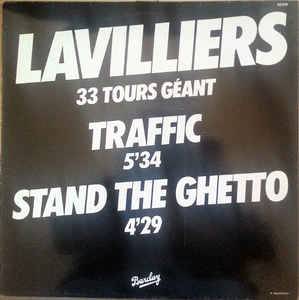 LAVILLIERS
33 TOURS GÉANT
TRAFFIC
5'34
STAND THE GHETTO
4'29
Barclay